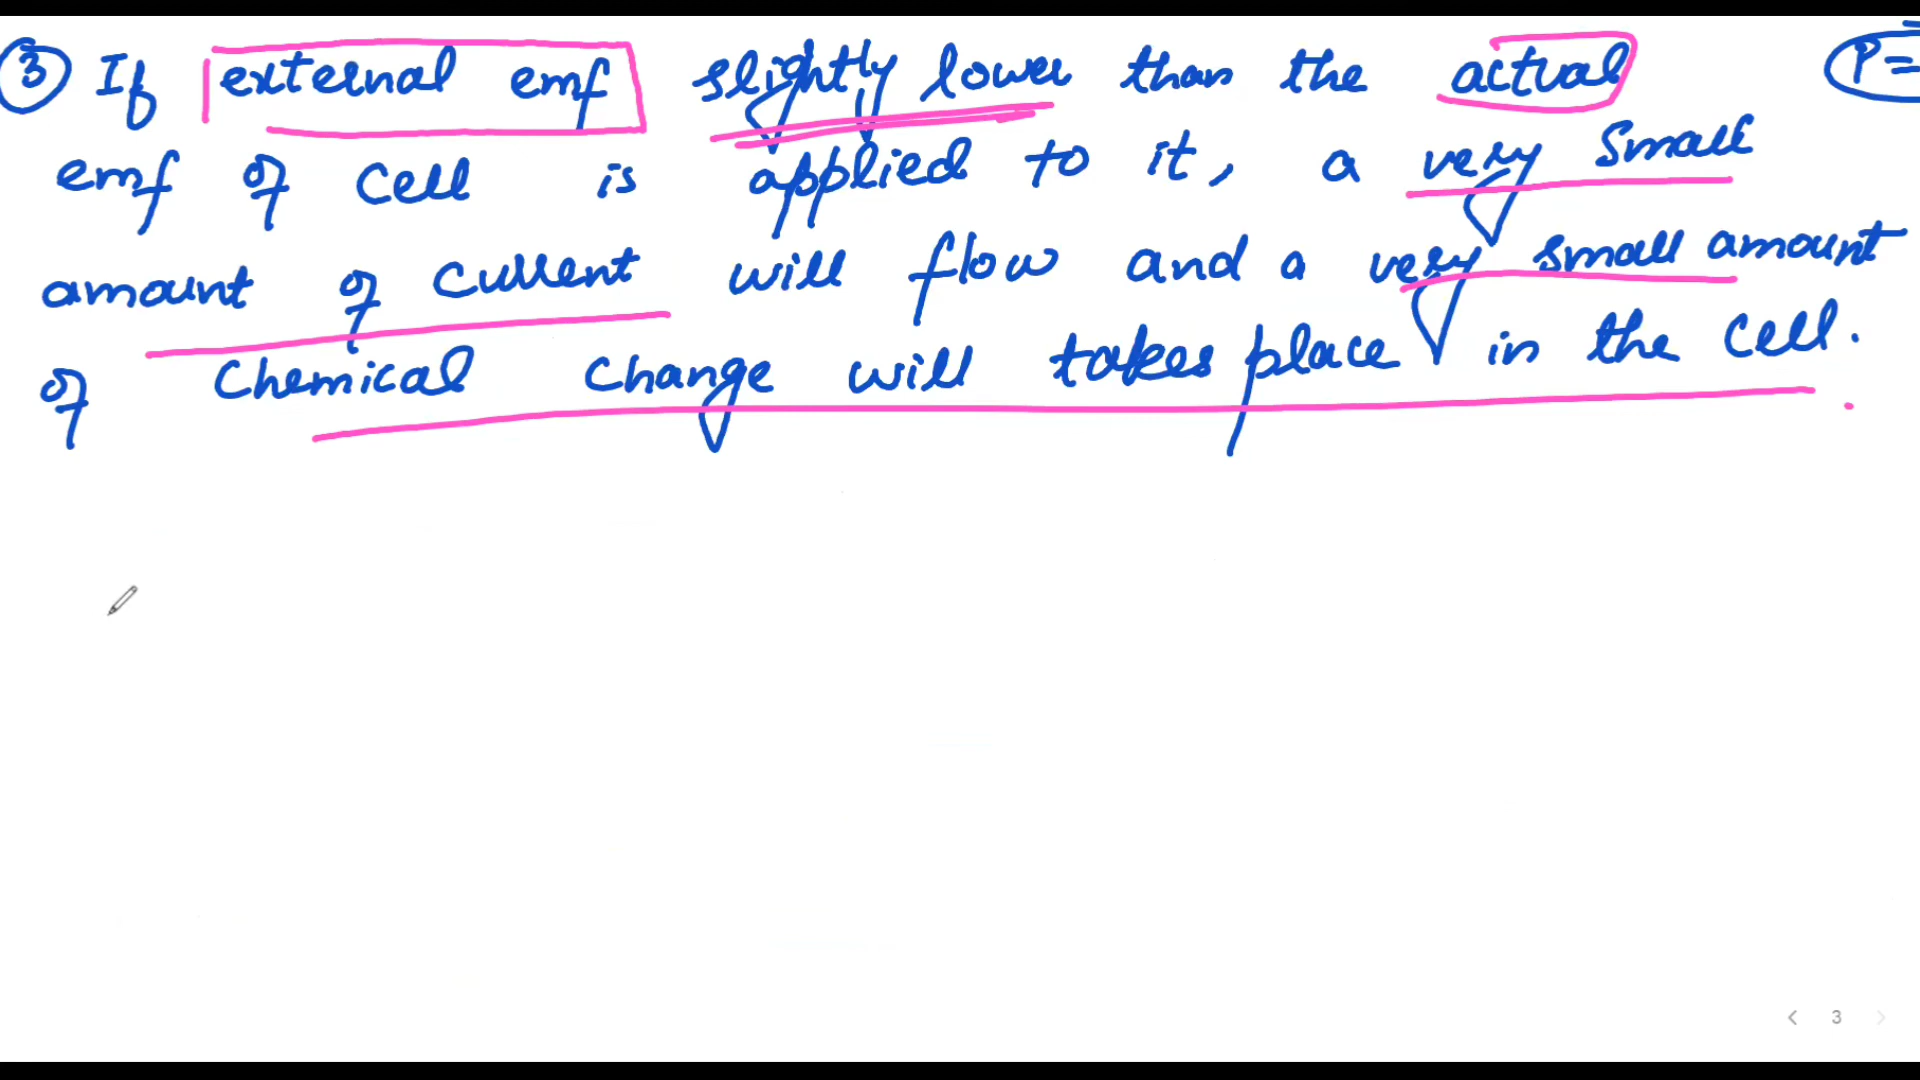 ③ If external emf slightly lower than the actual P=
emf of cell is applied to it, a very small
amount of current will flow and a very small amount
of chemical change will takes place in the cell.
3